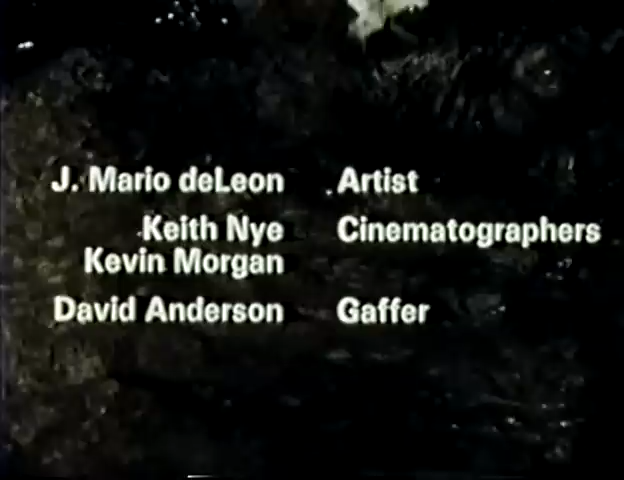 J. Mario deLeon Artist
Keith Nye Cinematographers
Kevin Morgan
David Anderson Gaffer